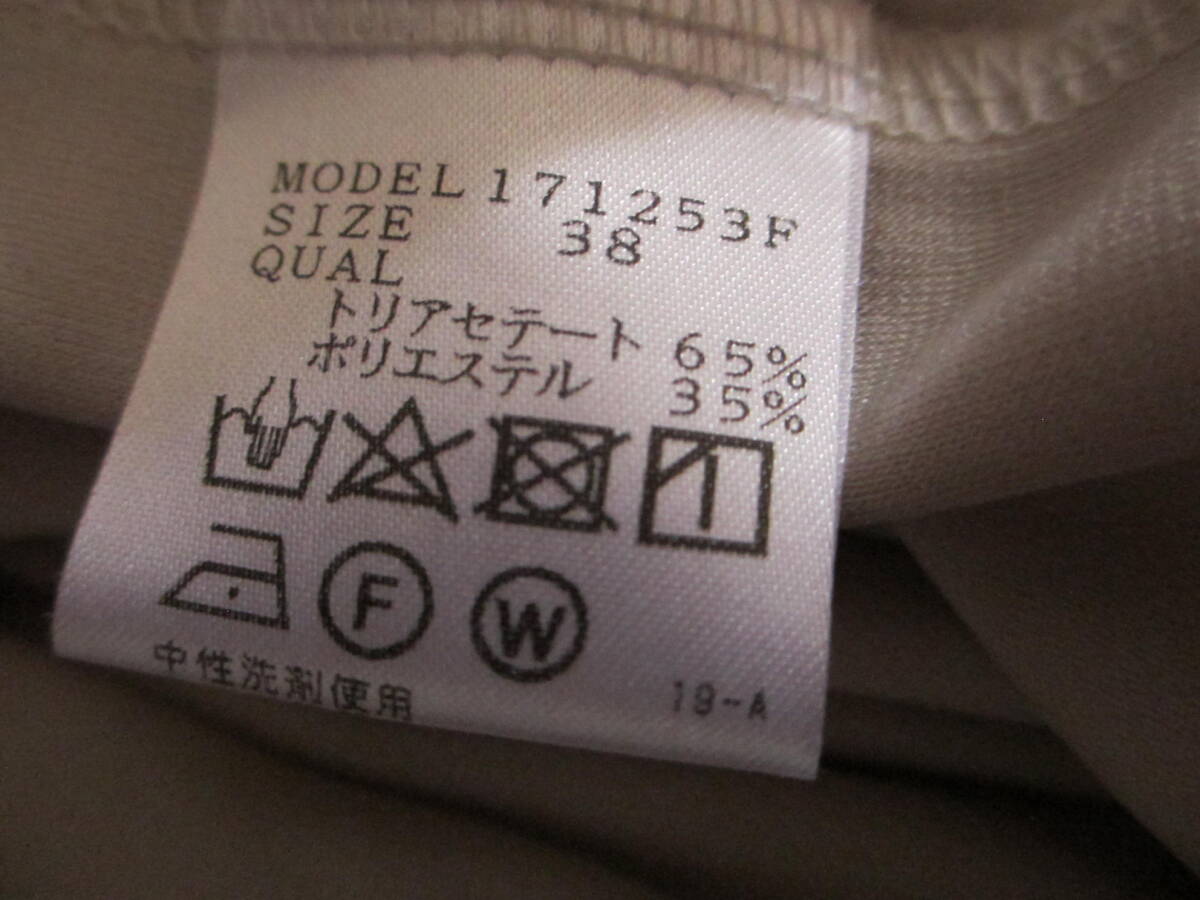 MODEL 171253F
SIZE 38
QUAL
トリアセテート 65%
ポリエステル 35%
F W
中性洗剤使用
19-A